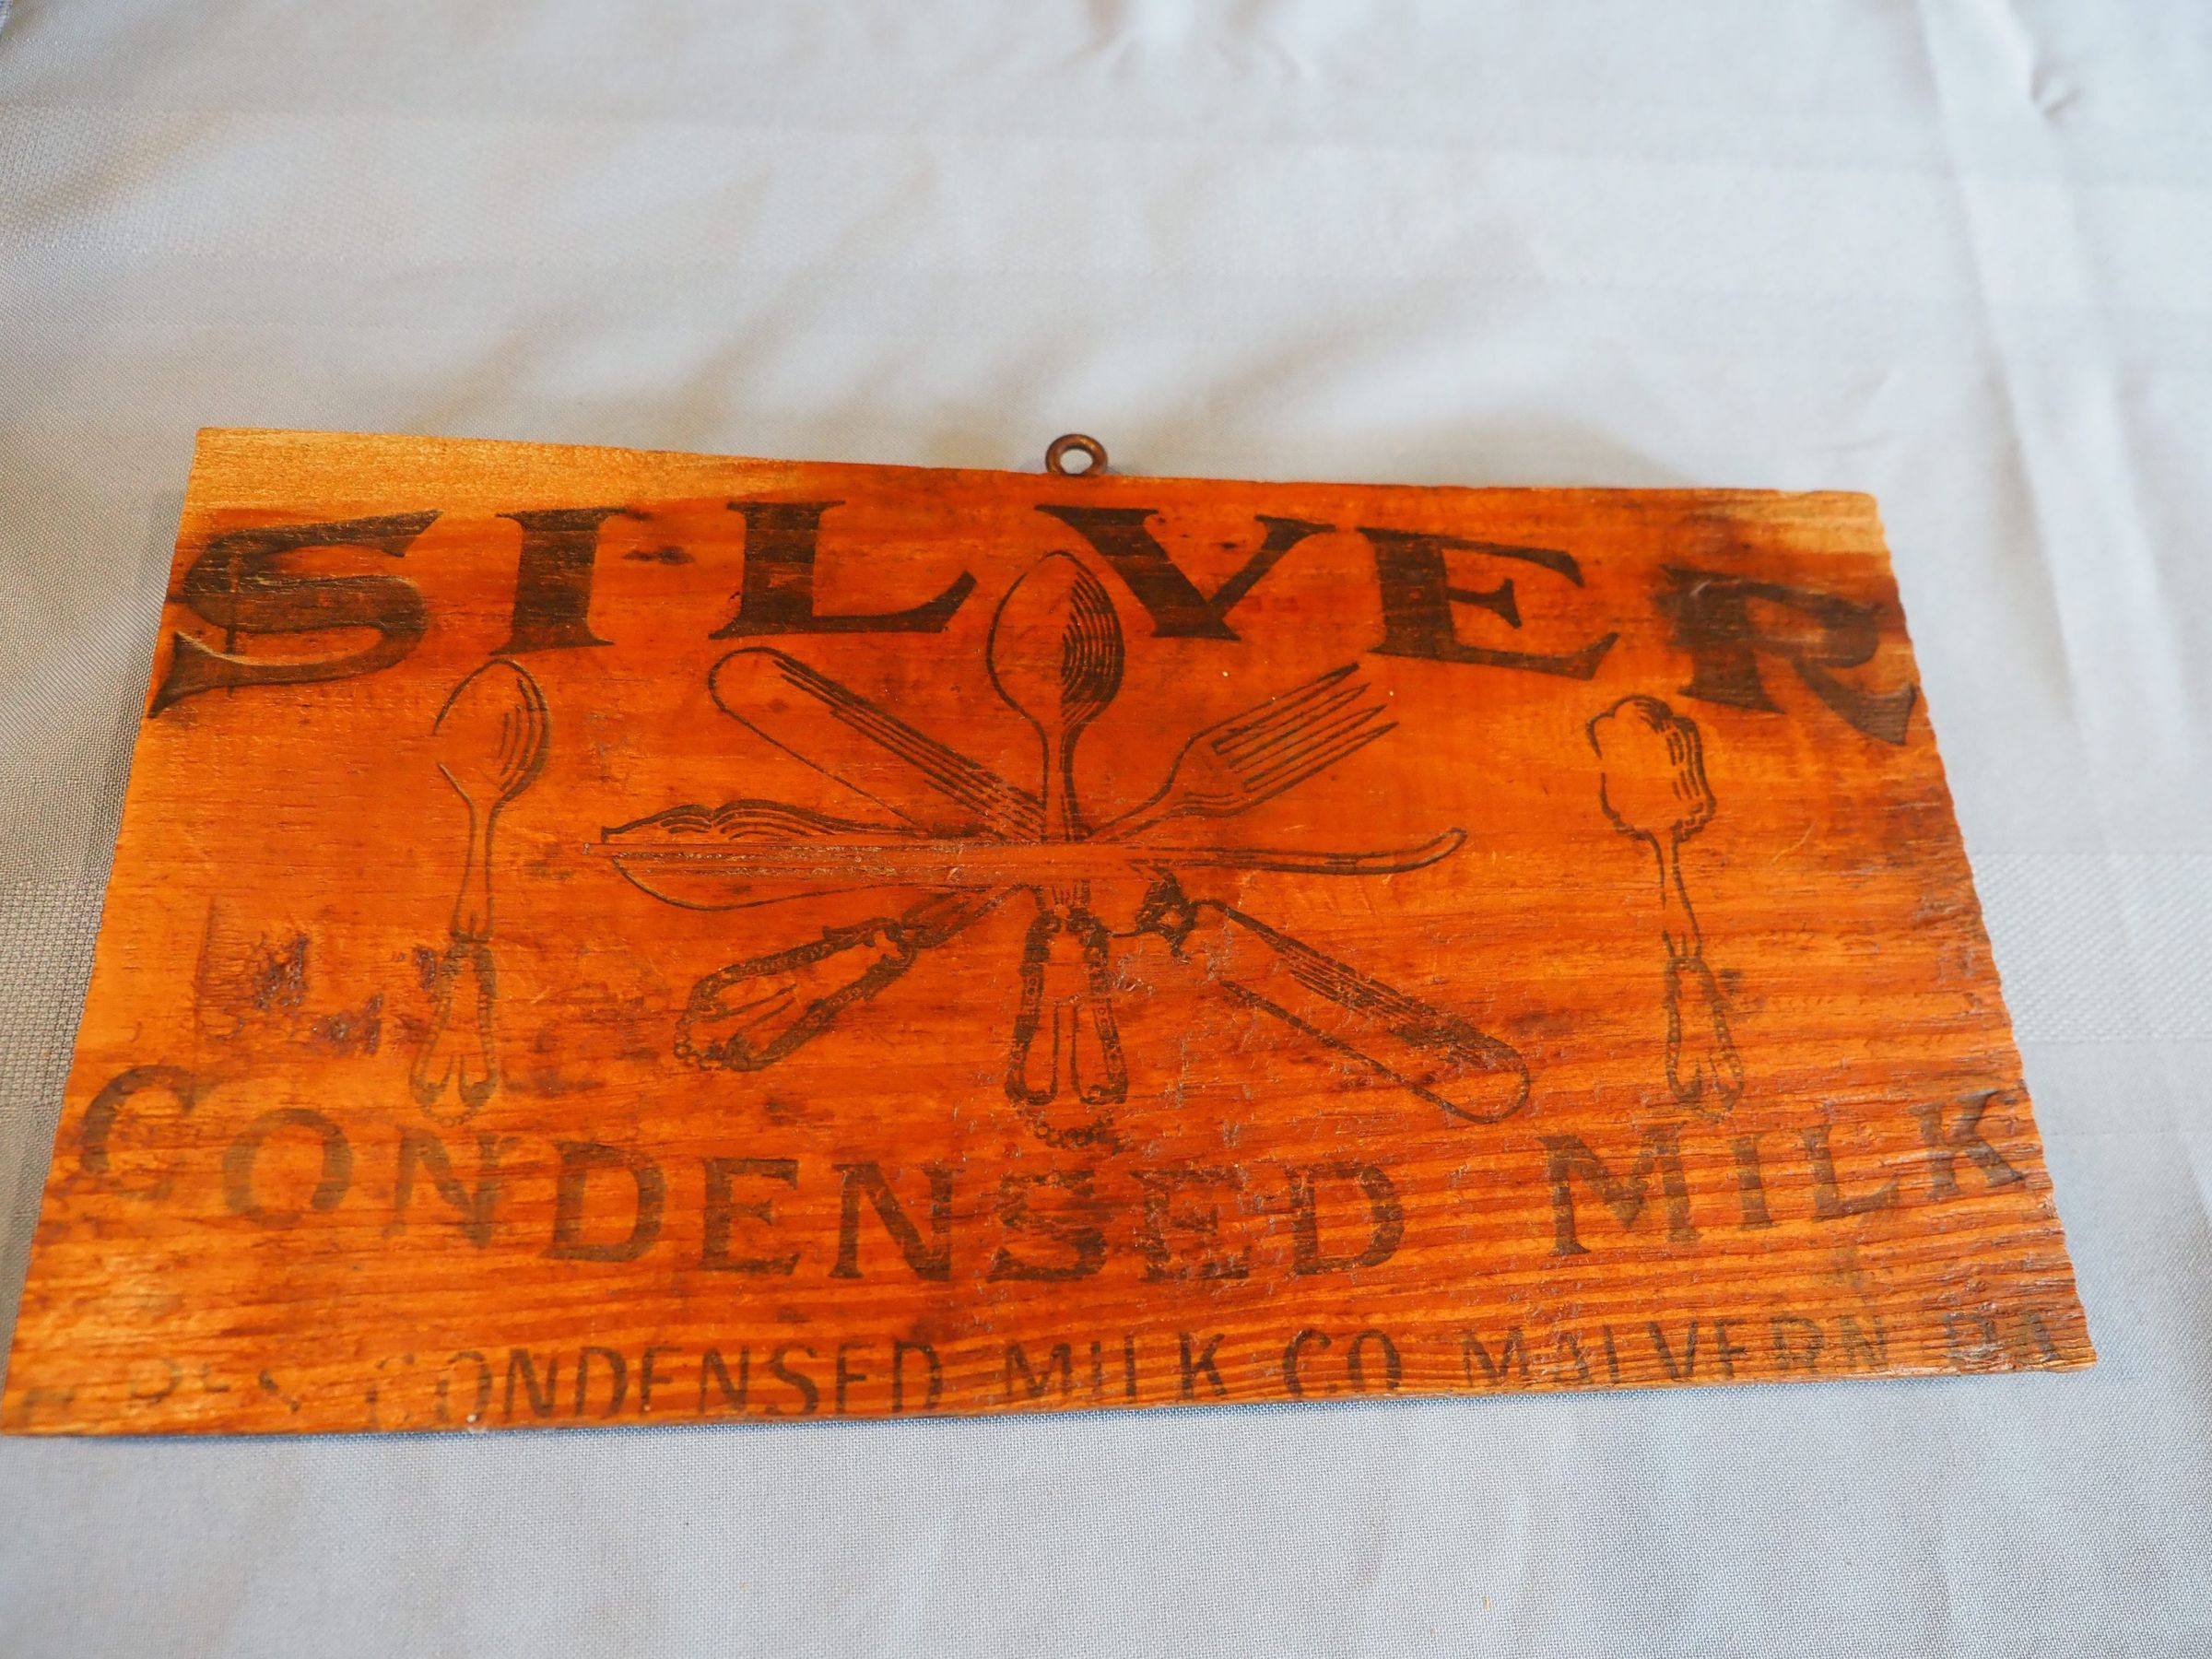 SILVER
CONDENSED MILK
CONDENSED MILK CO MALVERN PA